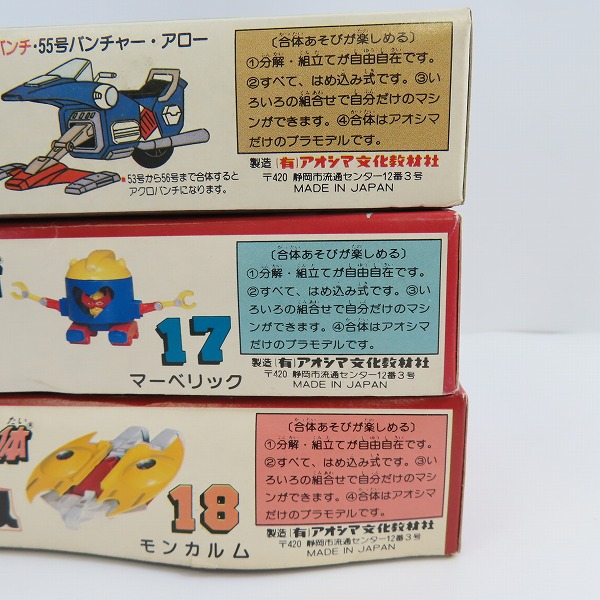 パンチ・55号バンチャー・アロー
●53号から56号まで合体すると
アクロバンチになります。
〔合体あそびが楽しめる〕
①分解・組立てが自由自在です。
②すべて、はめ込み式です。③い
ろいろの組合せで自分だけのマシ
ンができます。④合体はアオシマ
だけのプラモデルです。
製造 (有)アオシマ文化教材社
〒420 静岡市流通センター12番3号
MADE IN JAPAN
17
マーベリック
〔合体あそびが楽しめる〕
①分解・組立てが自由自在です。
②すべて、はめ込み式です。③い
ろいろの組合せで自分だけのマシ
ンができます。④合体はアオシマ
だけのプラモデルです。
製造 (有)アオシマ文化教材社
〒420 静岡市流通センター12番3号
MADE IN JAPAN
体
18
モンカルム
〔合体あそびが楽しめる〕
①分解・組立てが自由自在です。
②すべて、はめ込み式です。③い
ろいろの組合せで自分だけのマシ
ンができます。④合体はアオシマ
だけのプラモデルです。
製造 (有)アオシマ文化教材社
〒420 静岡市流通センター12番3号
MADE IN JAPAN